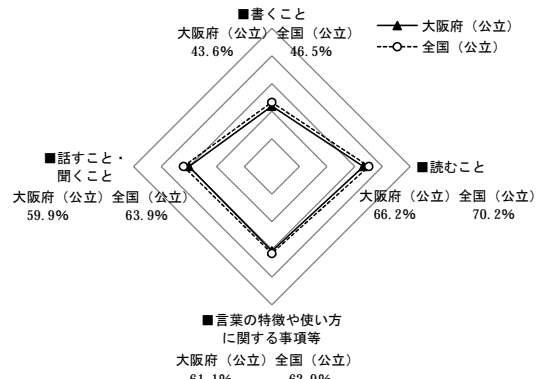 ■書くこと
大阪府（公立）全国（公立）
43.6% 46.5%
大阪府（公立）
全国（公立）
■話すこと・
聞くこと
大阪府（公立）全国（公立）
59.9% 63.9%
■読むこと
大阪府（公立） 全国（公立）
66.2% 70.2%
■言葉の特徴や使い方
に関する事項等
大阪府（公立）全国（公立）
61.1% 63.9%